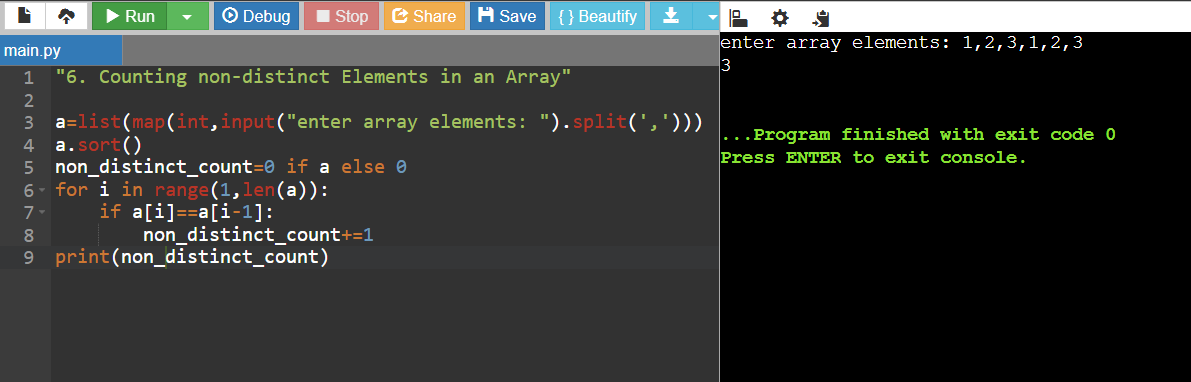 Run Debug Stop Share Save { } Beautify
main.py
1 "6. Counting non-distinct Elements in an Array"
2
3 a=list(map(int,input("enter array elements: ").split(',')))
4 a.sort()
5 non_distinct_count=0 if a else 0
6 for i in range(1,len(a)):
7     if a[i]==a[i-1]:
8         non_distinct_count+=1
9 print(non_distinct_count)
enter array elements: 1,2,3,1,2,3
3
...Program finished with exit code 0
Press ENTER to exit console.